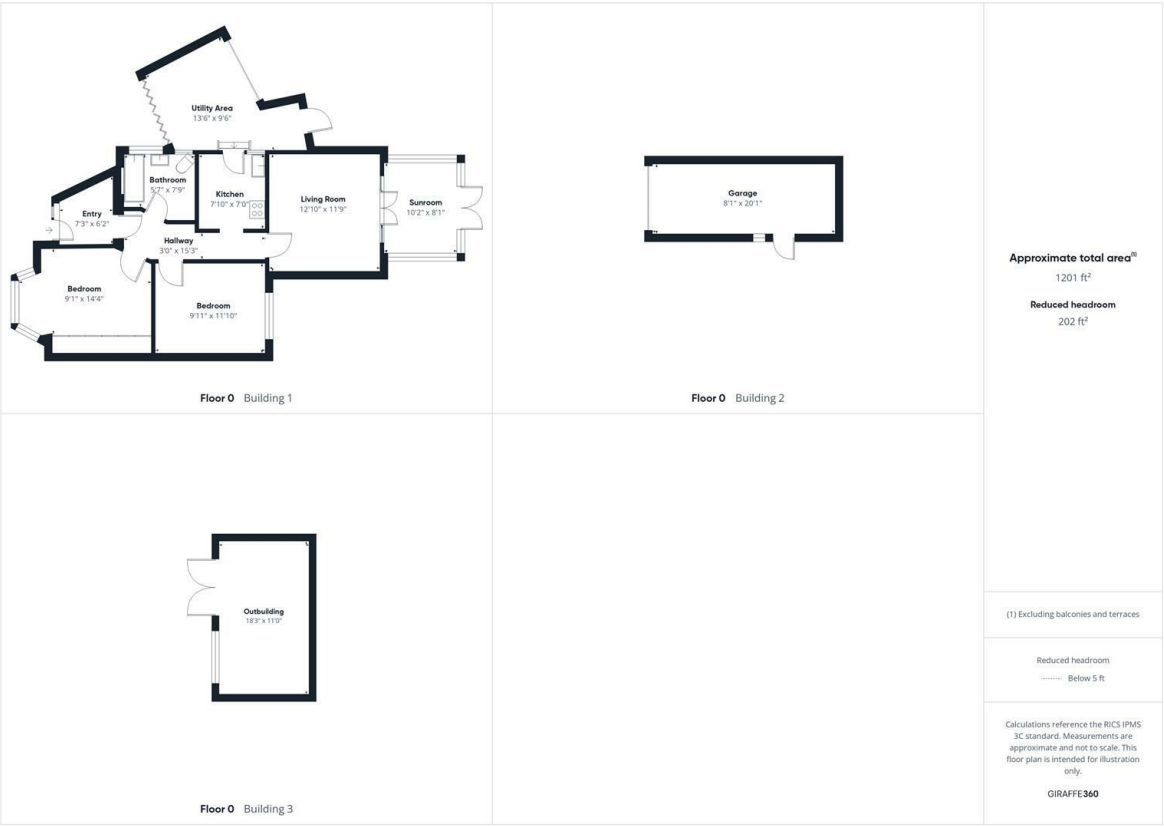 Utility Area
13'6" x 9'6"
Bathroom
5'7" x 7'9"
Kitchen
7'10" x 7'0"
Living Room
12'10" x 11'9"
Sunroom
10'2" x 8'1"
Entry
7'3" x 6'2"
Hallway
3'0" x 15'3"
Bedroom
9'1" x 14'4"
Bedroom
9'11" x 11'10"
Floor 0 Building 1
Garage
8'1" x 20'1"
Floor 0 Building 2
Outbuilding
18'3" x 11'0"
Floor 0 Building 3
Approximate total area(1)
1201 ft²
Reduced headroom
202 ft²
(1) Excluding balconies and terraces
Reduced headroom
Below 5 ft
Calculations reference the RICS IPMS
3C standard. Measurements are
approximate and not to scale. This
floor plan is intended for illustration
only.
GIRAFFE360